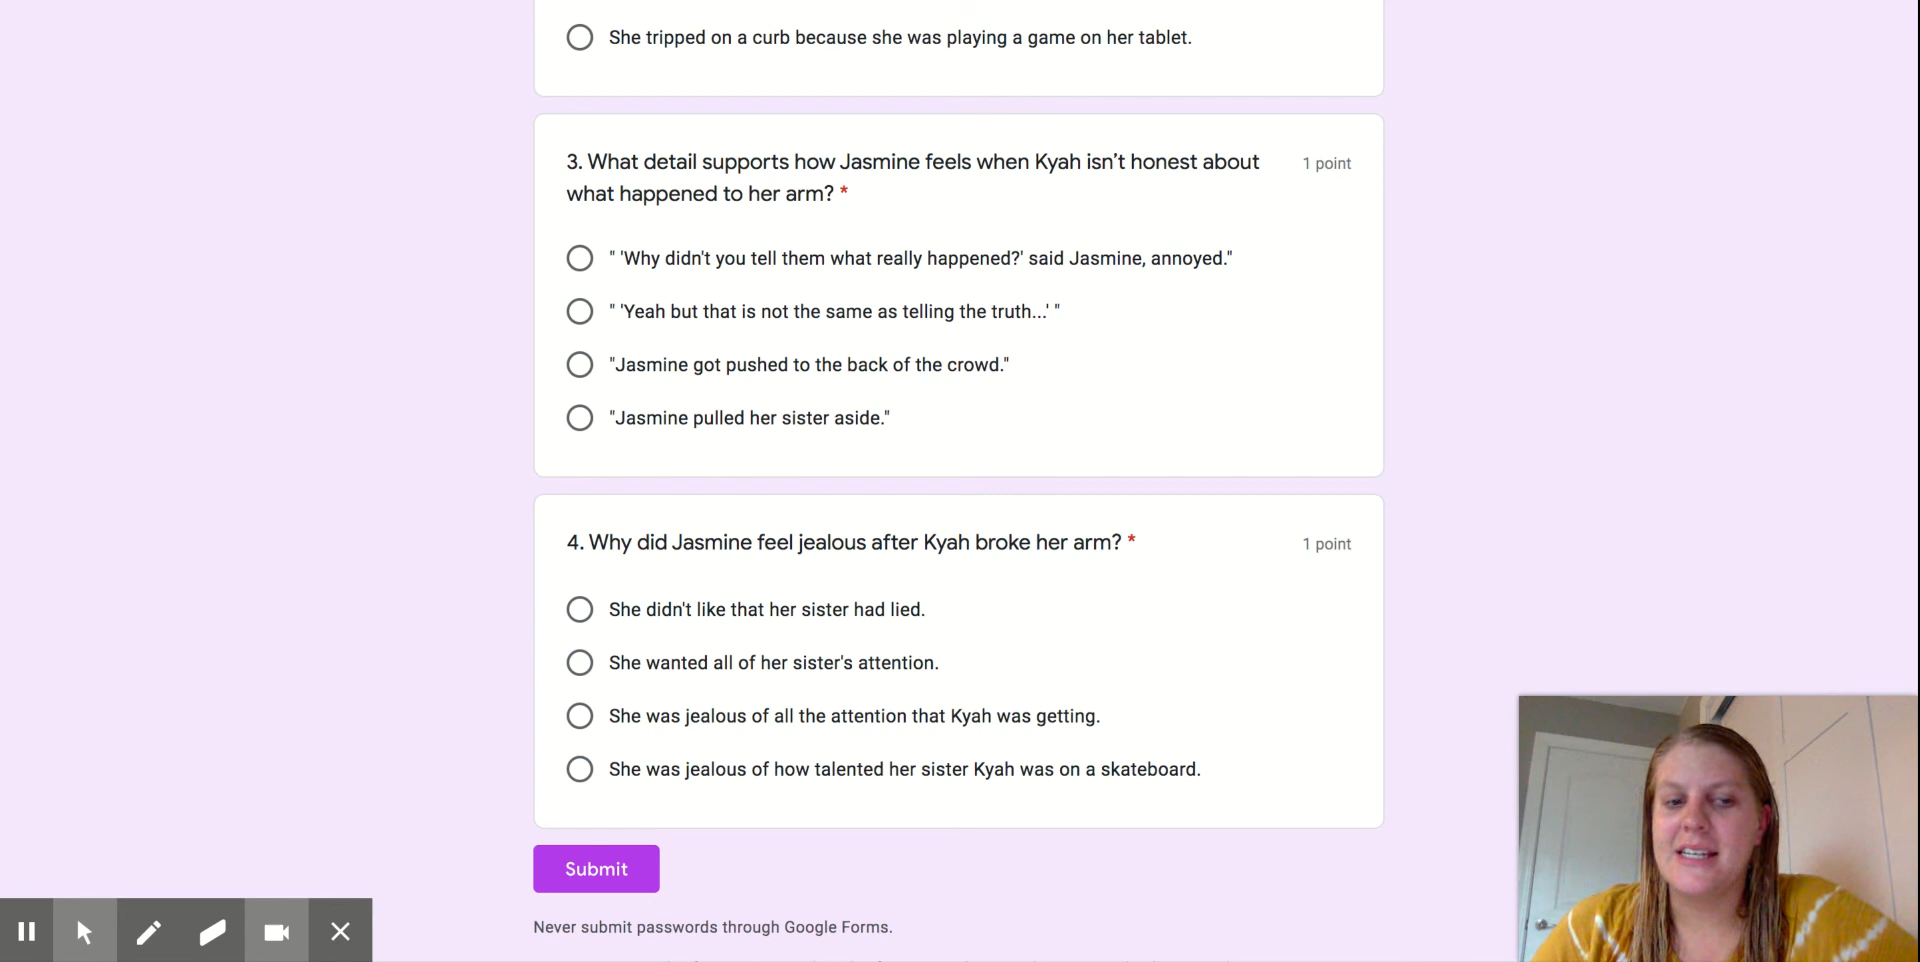 She tripped on a curb because she was playing a game on her tablet.
3. What detail supports how Jasmine feels when Kyah isn’t honest about
what happened to her arm? *
1 point
" 'Why didn't you tell them what really happened?' said Jasmine, annoyed."
" 'Yeah but that is not the same as telling the truth...' "
"Jasmine got pushed to the back of the crowd."
"Jasmine pulled her sister aside."
4. Why did Jasmine feel jealous after Kyah broke her arm? *
1 point
She didn't like that her sister had lied.
She wanted all of her sister's attention.
She was jealous of all the attention that Kyah was getting.
She was jealous of how talented her sister Kyah was on a skateboard.
Submit
Never submit passwords through Google Forms.